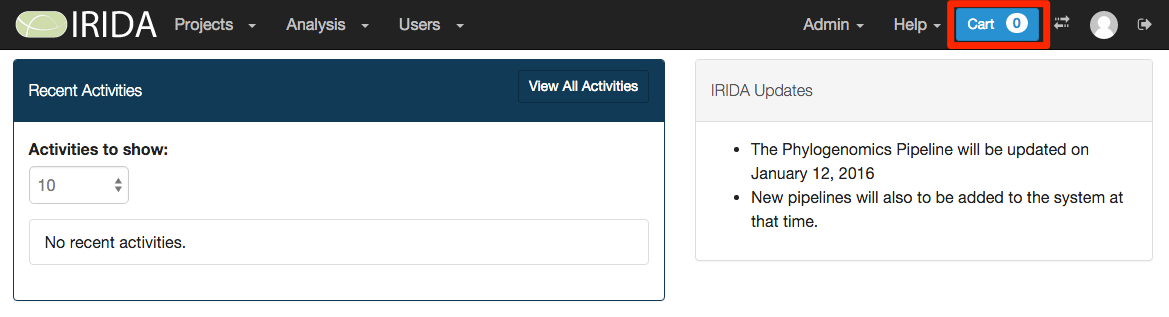 IRIDA Projects Analysis Users Admin Help Cart 0
Recent Activities View All Activities
Activities to show:
10
No recent activities.
IRIDA Updates
The Phylogenomics Pipeline will be updated on
January 12, 2016
New pipelines will also to be added to the system at
that time.